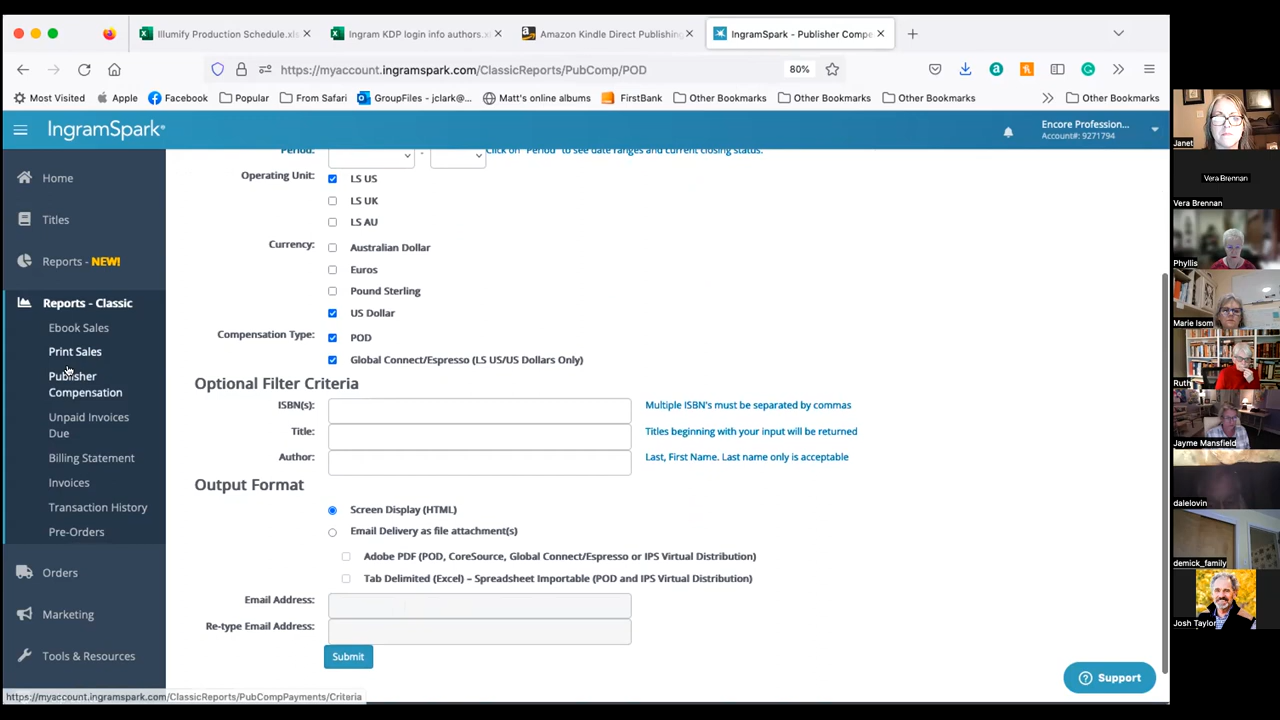 Illumify Production Schedule.xls
Ingram KDP login info authors.x
Amazon Kindle Direct Publishing
IngramSpark - Publisher Compe
https://myaccount.ingramspark.com/ClassicReports/PubComp/POD
80%
Most Visited
Apple
Facebook
Popular
From Safari
GroupFiles - jclark@...
Matt's online albums
FirstBank
Other Bookmarks
Other Bookmarks
Other Bookmarks
Other Bookmarks
IngramSpark®
Encore Profession...
Account#: 9271794
Home
Titles
Reports - NEW!
Reports - Classic
Ebook Sales
Print Sales
Publisher
Compensation
Unpaid Invoices
Due
Billing Statement
Invoices
Transaction History
Pre-Orders
Orders
Marketing
Tools & Resources
Period:
Click on "Period" to see date ranges and current closing status.
Operating Unit:
LS US
LS UK
LS AU
Currency:
Australian Dollar
Euros
Pound Sterling
US Dollar
Compensation Type:
POD
Global Connect/Espresso (LS US/US Dollars Only)
Optional Filter Criteria
ISBN(s):
Multiple ISBN's must be separated by commas
Title:
Titles beginning with your input will be returned
Author:
Last, First Name. Last name only is acceptable
Output Format
Screen Display (HTML)
Email Delivery as file attachment(s)
Adobe PDF (POD, CoreSource, Global Connect/Espresso or IPS Virtual Distribution)
Tab Delimited (Excel) – Spreadsheet Importable (POD and IPS Virtual Distribution)
Email Address:
Re-type Email Address:
Submit
Support
https://myaccount.ingramspark.com/ClassicReports/PubCompPayments/Criteria
Janet
Vera Brennan
Vera Brennan
Phyllis
Marie Isom
Ruth
Jayme Mansfield
dalelovin
demick_family
Josh Taylor